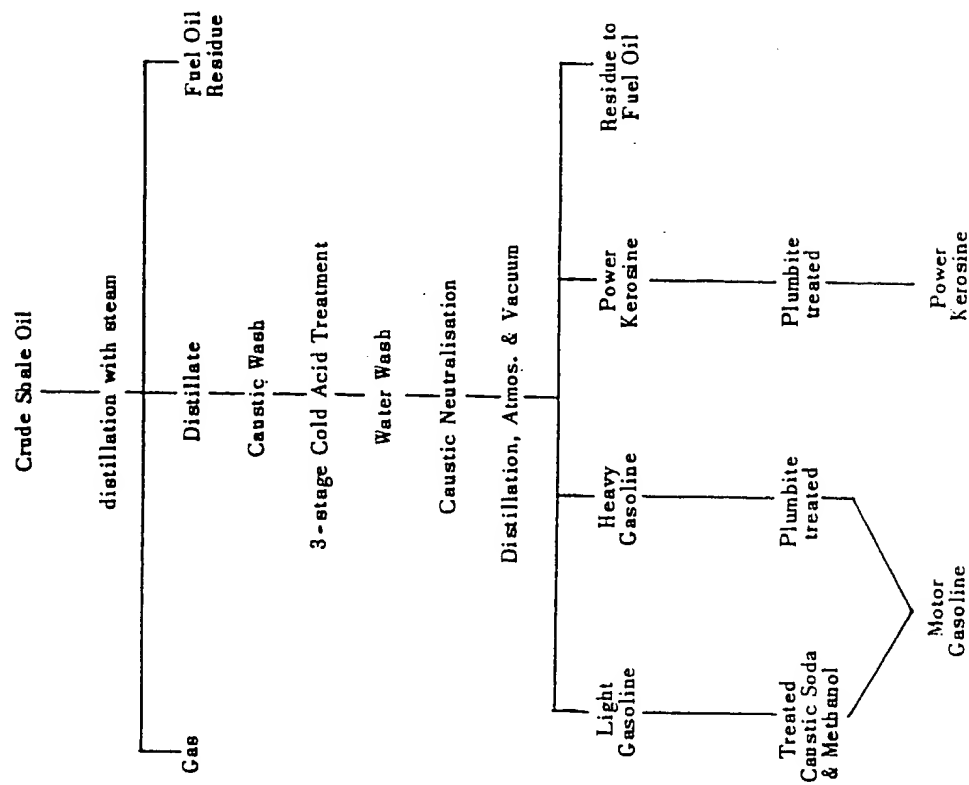 Crude Shale Oil
distillation with steam
Gas
Distillate
Fuel Oil
Residue
Caustic Wash
3-stage Cold Acid Treatment
Water Wash
Caustic Neutralisation
Distillation, Atmos. & Vacuum
Light
Gasoline
Heavy
Gasoline
Power
Kerosine
Residue to
Fuel Oil
Treated
Caustic Soda
& Methanol
Plumbite
treated
Plumbite
treated
Motor
Gasoline
Power
Kerosine